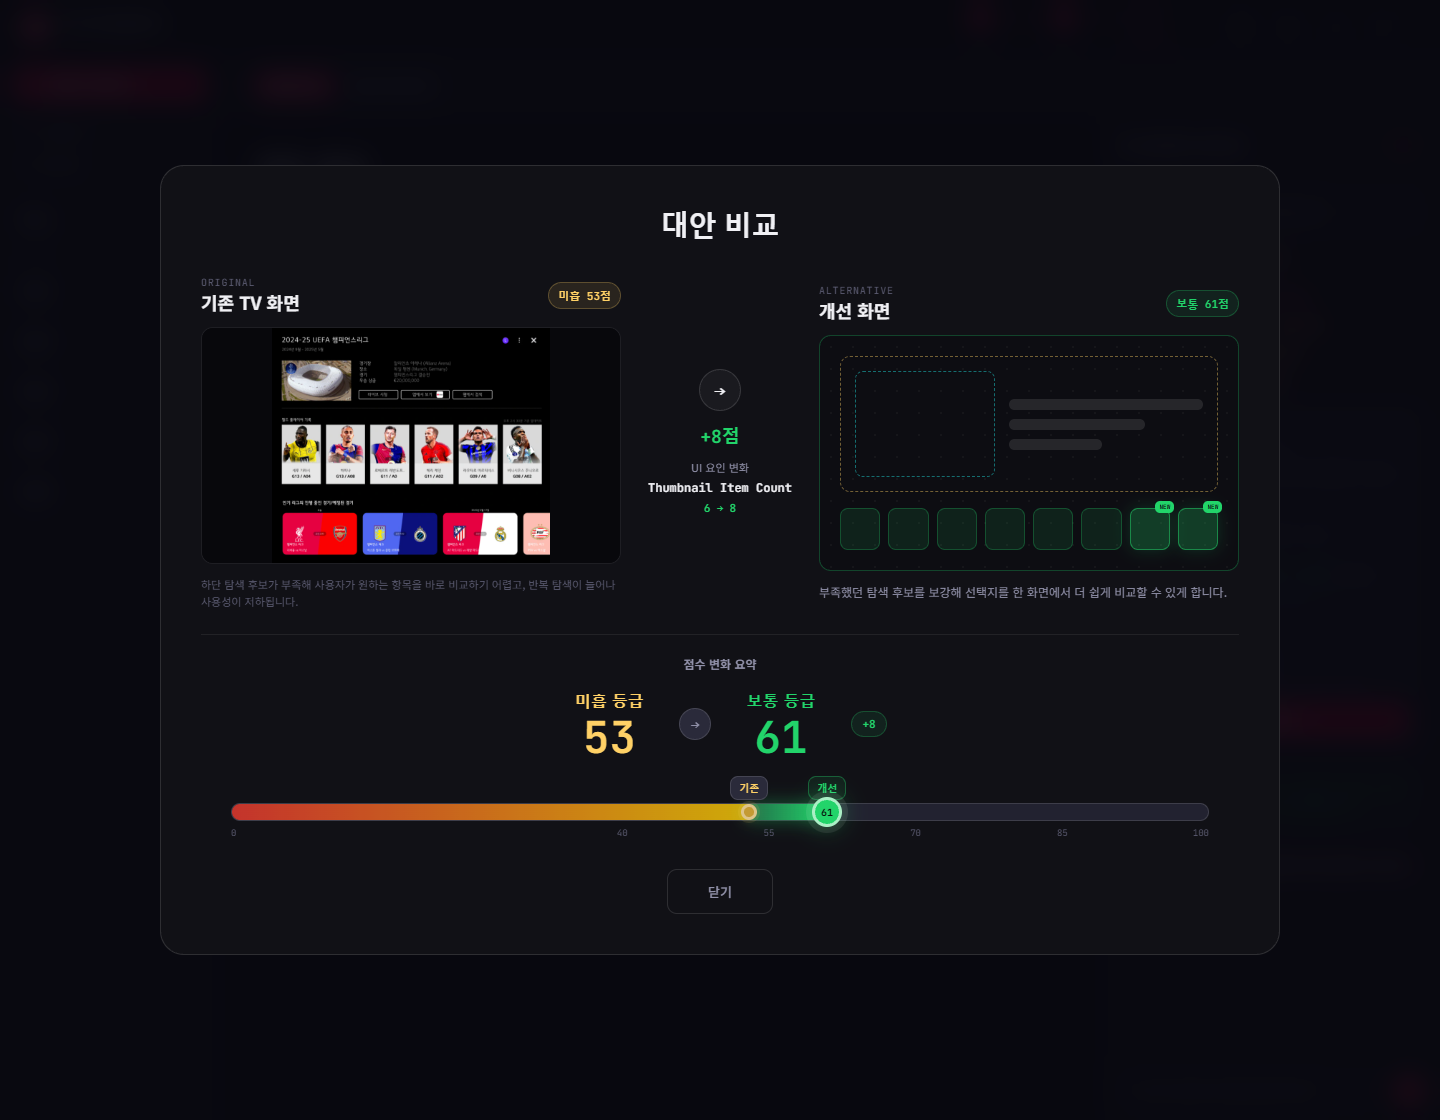 대안 비교
ORIGINAL
기존 TV 화면
미흡 53점
2024-25 UEFA 챔피언스리그
경기장
장소
하단 탐색 후보가 부족해 사용자가 원하는 항목을 바로 비교하기 어렵고, 반복 탐색이 늘이나
사용성이 저하됩니다.
→
+8점
UI 요인 변화
Thumbnail Item Count
6 → 8
ALTERNATIVE
개선 화면
보통 61점
NEW
NEW
부족했던 탐색 후보를 보강해 선택지를 한 화면에서 더 쉽게 비교할 수 있게 합니다.
점수 변화 요약
미흡 등급
53
→
보통 등급
61
+8
기존
개선
61
0 40 55 70 85 100
닫기